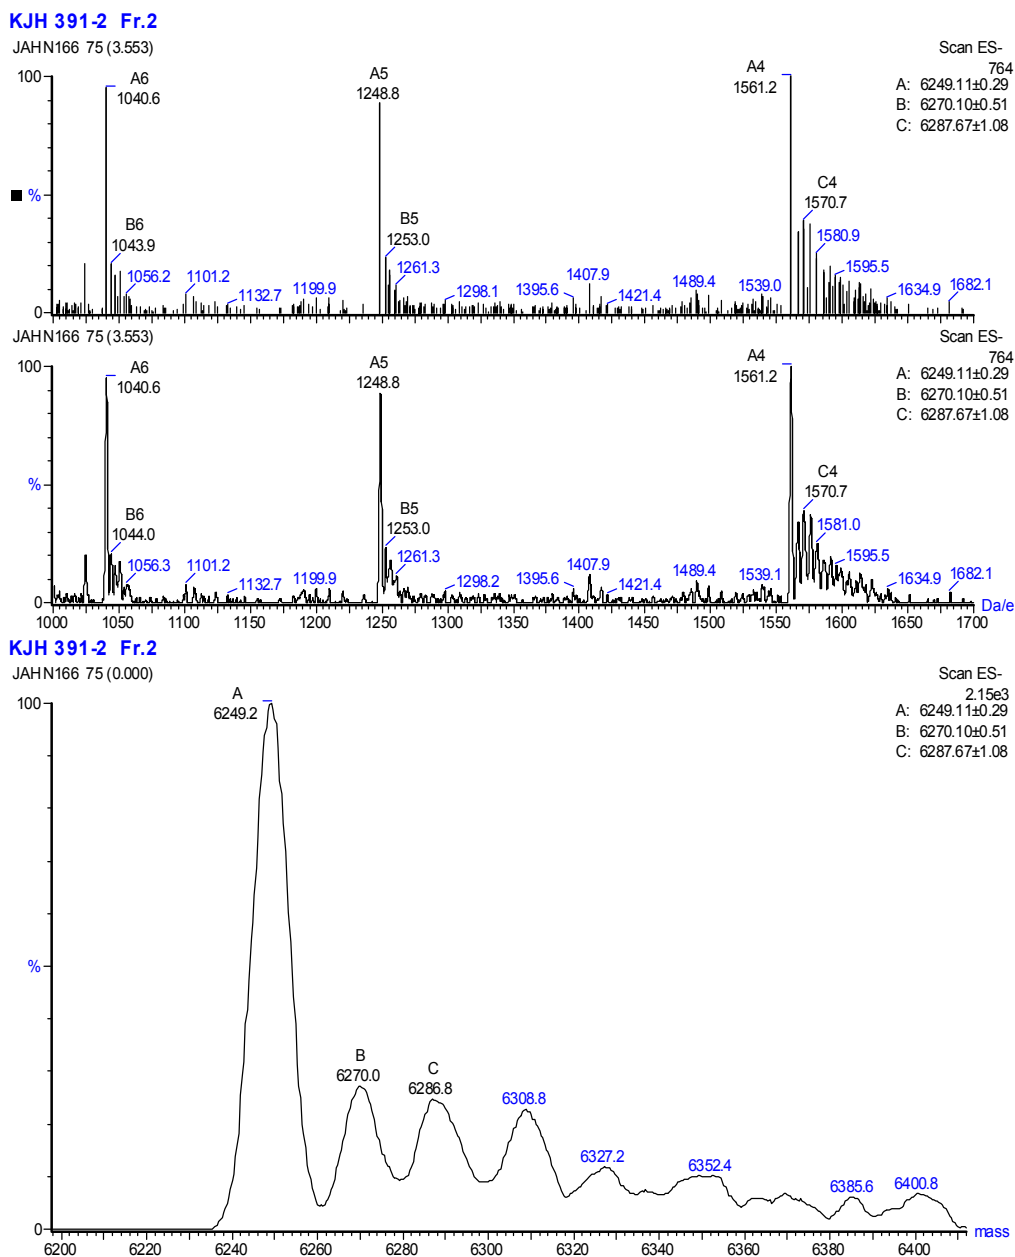 KJH 391-2 Fr.2
JAHN166 75 (3.553)
Scan ES-
764
A: 6249.11±0.29
B: 6270.10±0.51
C: 6287.67±1.08
100
%
0
A6
1040.6
B6
1043.9
1056.2
1101.2
1132.7
1199.9
A5
1248.8
B5
1253.0
1261.3
1298.1
1395.6
1407.9
1421.4
1489.4
1539.0
A4
1561.2
C4
1570.7
1580.9
1595.5
1634.9
1682.1
JAHN166 75 (3.553)
Scan ES-
764
A: 6249.11±0.29
B: 6270.10±0.51
C: 6287.67±1.08
100
%
0
A6
1040.6
B6
1044.0
1056.3
1101.2
1132.7
1199.9
A5
1248.8
B5
1253.0
1261.3
1298.2
1395.6
1407.9
1421.4
1489.4
1539.1
A4
1561.2
C4
1570.7
1581.0
1595.5
1634.9
1682.1
Da/e
1000 1050 1100 1150 1200 1250 1300 1350 1400 1450 1500 1550 1600 1650 1700
KJH 391-2 Fr.2
JAHN166 75 (0.000)
Scan ES-
2.15e3
A: 6249.11±0.29
B: 6270.10±0.51
C: 6287.67±1.08
100
%
0
A
6249.2
B
6270.0
C
6286.8
6308.8
6327.2
6352.4
6385.6
6400.8
mass
6200 6220 6240 6260 6280 6300 6320 6340 6360 6380 6400